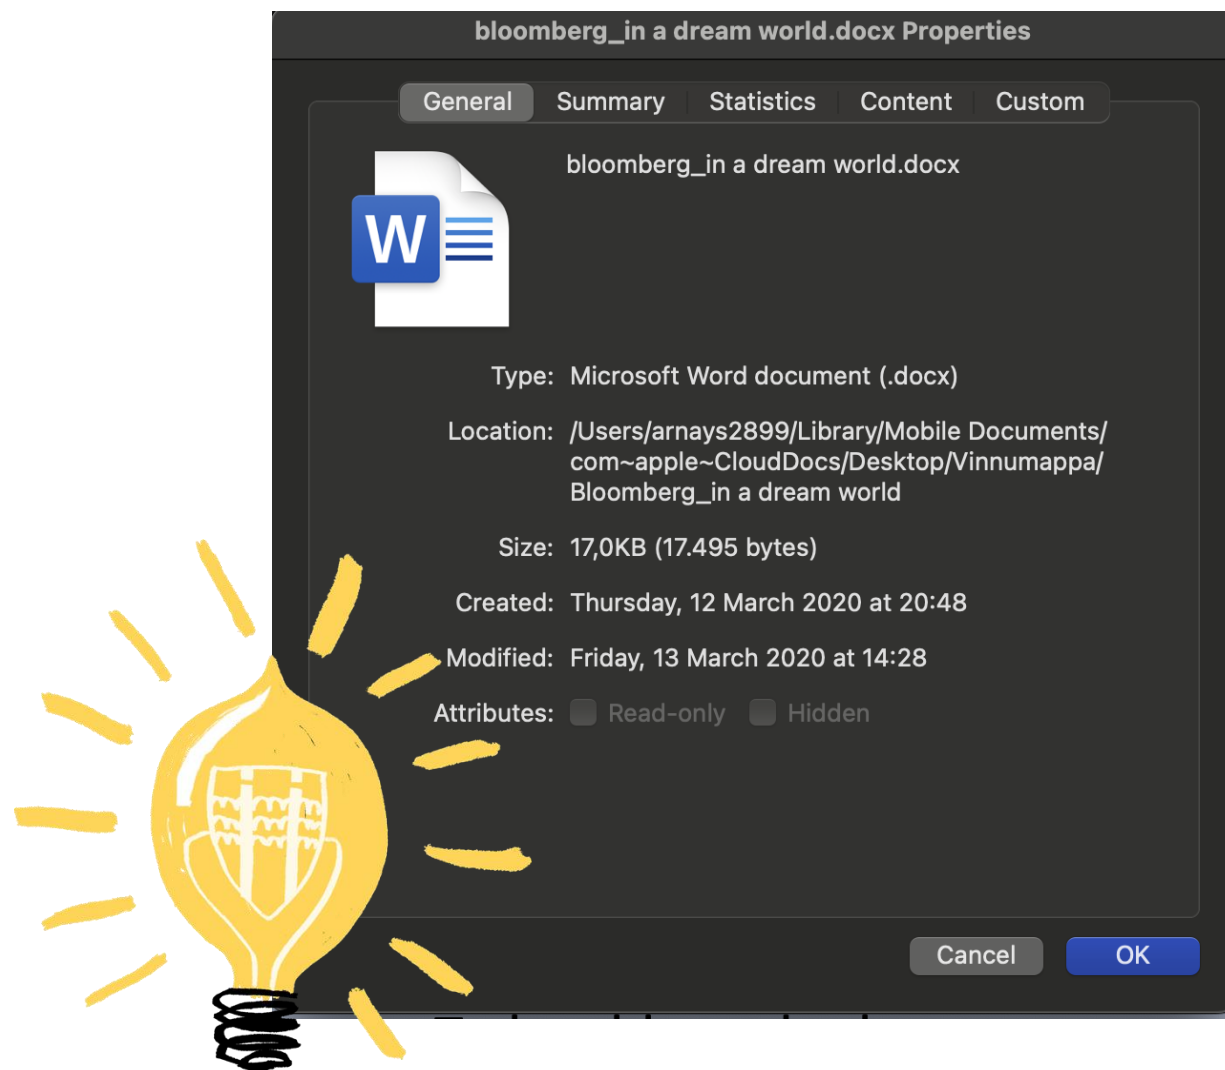 bloomberg_in a dream world.docx Properties
General Summary Statistics Content Custom
bloomberg_in a dream world.docx
W
Type: Microsoft Word document (.docx)
Location: /Users/arnays2899/Library/Mobile Documents/
com~apple~CloudDocs/Desktop/Vinnumappa/
Bloomberg_in a dream world
Size: 17,0KB (17.495 bytes)
Created: Thursday, 12 March 2020 at 20:48
Modified: Friday, 13 March 2020 at 14:28
Attributes: Read-only Hidden
Cancel OK